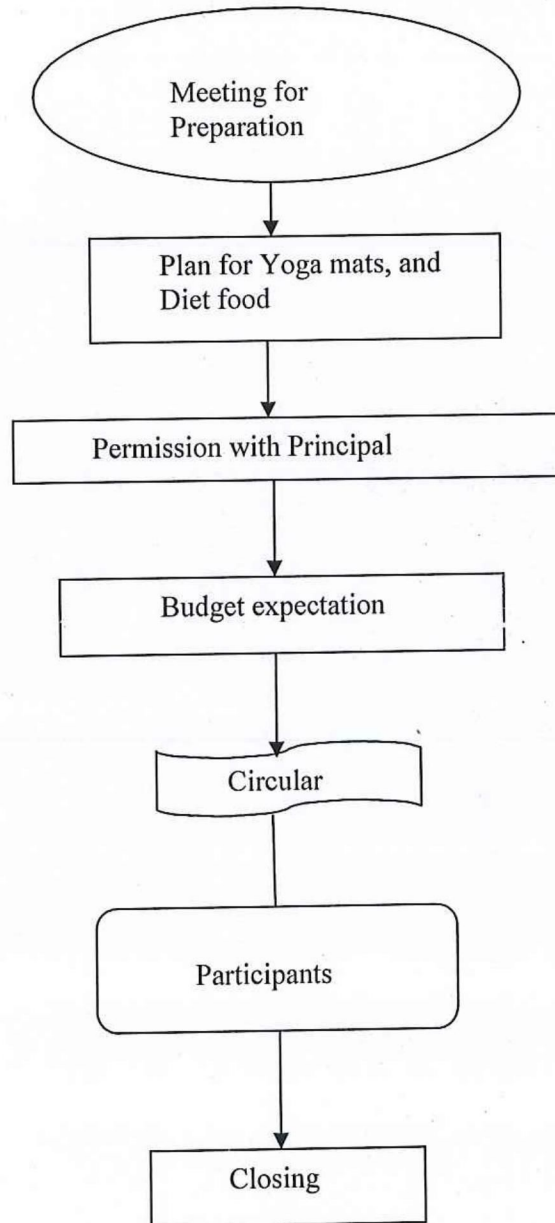 Meeting for
Preparation
Plan for Yoga mats, and
Diet food
Permission with Principal
Budget expectation
Circular
Participants
Closing